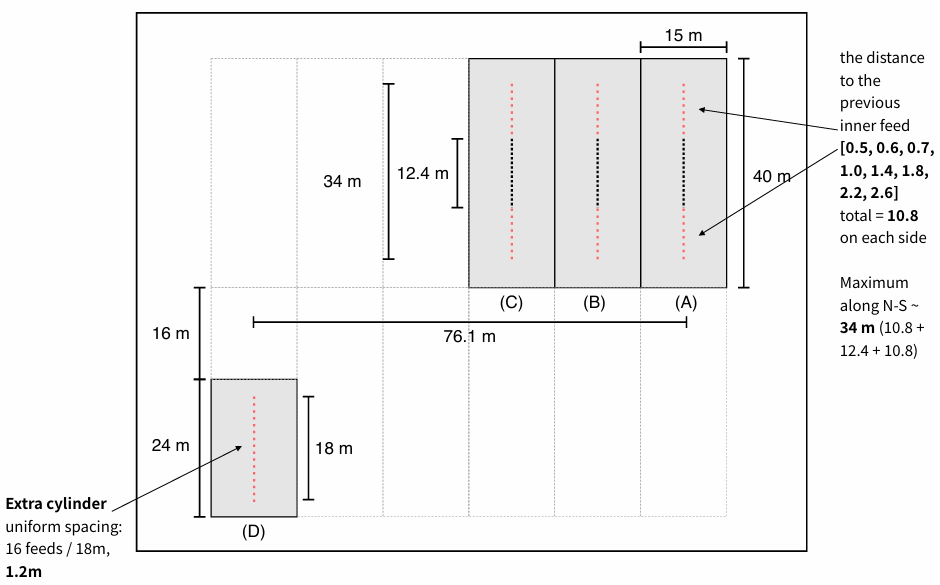 15 m
the distance
to the
previous
inner feed
[0.5, 0.6, 0.7,
1.0, 1.4, 1.8,
2.2, 2.6]
total = 10.8
on each side
34 m
12.4 m
40 m
Maximum
along N-S ~
34 m (10.8 +
12.4 + 10.8)
(C)
(B)
(A)
16 m
76.1 m
24 m
18 m
Extra cylinder
uniform spacing:
16 feeds / 18m,
1.2m
(D)